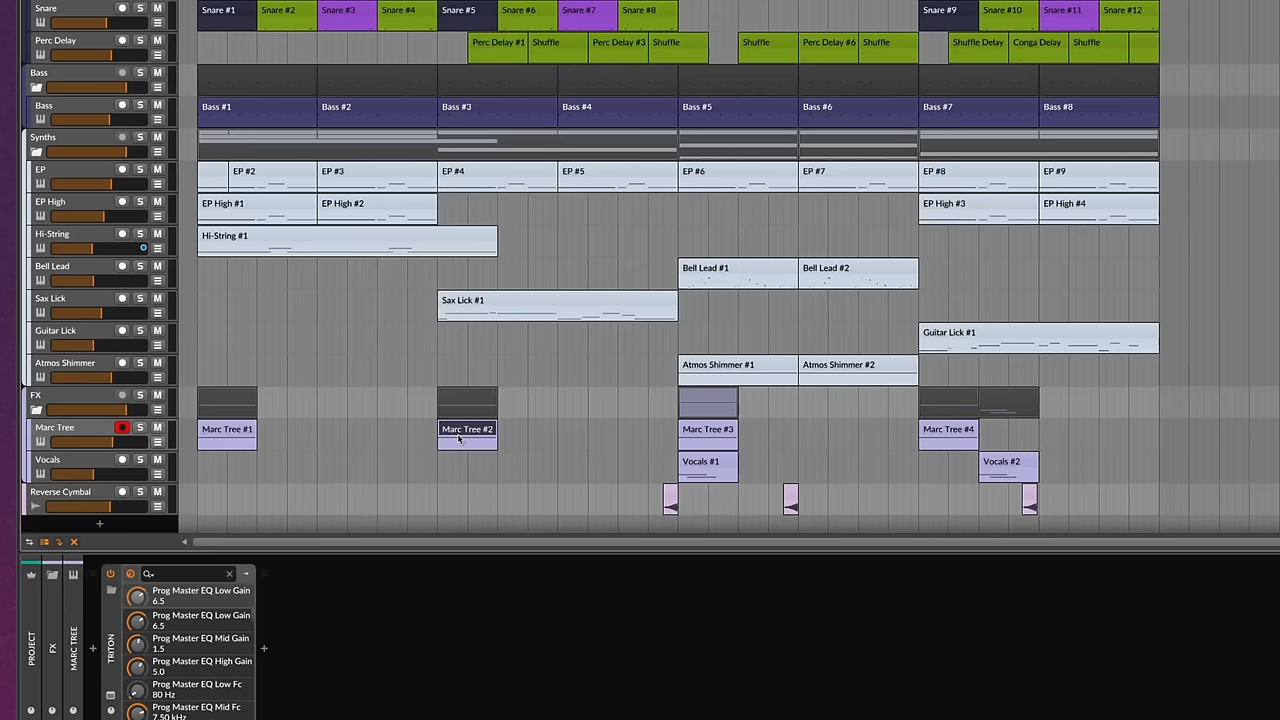 Snare S M Snare #1 Snare #2 Snare #3 Snare #4 Snare #5 Snare #6 Snare #7 Snare #8 Snare #9 Snare #10 Snare #11 Snare #12
Perc Delay S M Perc Delay #1 Shuffle Perc Delay #3 Shuffle Shuffle Perc Delay #6 Shuffle Shuffle Delay Conga Delay Shuffle
Bass S M
Bass S M Bass #1 Bass #2 Bass #3 Bass #4 Bass #5 Bass #6 Bass #7 Bass #8
Synths S M
EP S M EP #2 EP #3 EP #4 EP #5 EP #6 EP #7 EP #8 EP #9
EP High S M EP High #1 EP High #2 EP High #3 EP High #4
Hi-String S M Hi-String #1
Bell Lead S M Bell Lead #1 Bell Lead #2
Sax Lick S M Sax Lick #1
Guitar Lick S M Guitar Lick #1
Atmos Shimmer S M Atmos Shimmer #1 Atmos Shimmer #2
FX S M
Marc Tree S M Marc Tree #1 Marc Tree #2 Marc Tree #3 Marc Tree #4
Vocals S M Vocals #1 Vocals #2
Reverse Cymbal S M
+
PROJECT
FX
MARC TREE
+
TRITON
Prog Master EQ Low Gain
6.5
Prog Master EQ Low Gain
6.5
Prog Master EQ Mid Gain
1.5
Prog Master EQ High Gain
5.0
Prog Master EQ Low Fc
80 Hz
Prog Master EQ Mid Fc
7.50 kHz
+